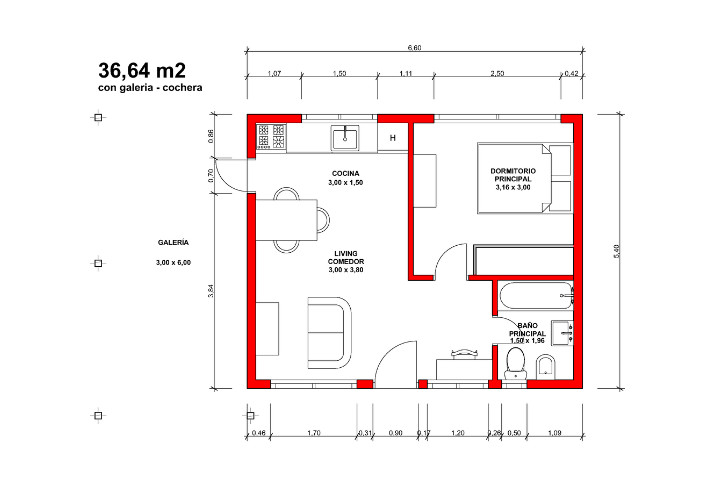 6,60
36,64 m2
con galeria - cochera
1,07
1,50
1,11
2,50
0,42
0,86
H
COCINA
3,00 x 1,50
DORMITORIO
PRINCIPAL
3,16 x 3,00
0,70
GALERÍA
3,00 x 6,00
LIVING
COMEDOR
3,00 x 3,80
5,40
3,84
BAÑO
PRINCIPAL
1,50 x 1,96
0,46
1,70
0,31
0,90
0,17
1,20
0,26
0,50
1,09